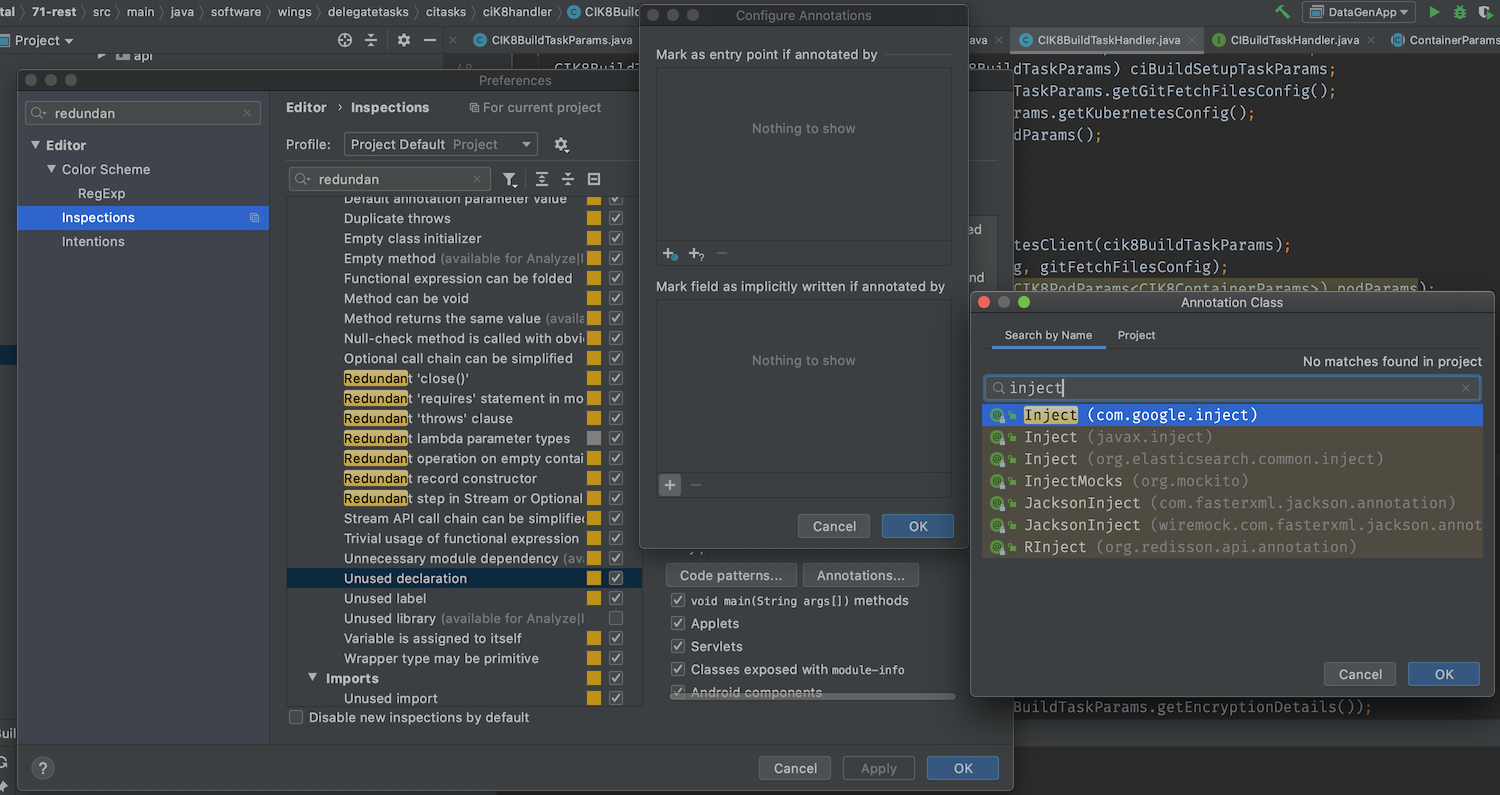 tal 71-rest src main java software wings delegatetasks citasks ciK8handler CIK8Buil
DataGenApp
Project
CIK8BuildTaskParams.java
CIK8BuildTaskHandler.java
CIBuildTaskHandler.java
ContainerParams
api
Configure Annotations
Mark as entry point if annotated by
Nothing to show
Mark field as implicitly written if annotated by
Nothing to show
Cancel
OK
Preferences
redundan
Editor
Color Scheme
RegExp
Inspections
Intentions
Editor › Inspections
For current project
Profile:
Project Default Project
redundan
Default annotation parameter value
Duplicate throws
Empty class initializer
Empty method (available for Analyze|I
Functional expression can be folded
Method can be void
Method returns the same value (availa
Null-check method is called with obvi
Optional call chain can be simplified
Redundant 'close()'
Redundant 'requires' statement in mo
Redundant 'throws' clause
Redundant lambda parameter types
Redundant operation on empty contai
Redundant record constructor
Redundant step in Stream or Optional
Stream API call chain can be simplifie
Trivial usage of functional expression
Unnecessary module dependency (ava
Unused declaration
Unused label
Unused library (available for Analyze|I
Variable is assigned to itself
Wrapper type may be primitive
Imports
Unused import
Disable new inspections by default
Code patterns...
Annotations...
void main(String args[]) methods
Applets
Servlets
Classes exposed with module-info
Android components
?
Cancel
Apply
OK
ldTaskParams) ciBuildSetupTaskParams;
TaskParams.getGitFetchFilesConfig();
rams.getKubernetesConfig();
dParams();
ed
tesClient(cik8BuildTaskParams);
g, gitFetchFilesConfig);
nd
(CIK8PodParams<CIK8ContainerParams>) podParams);
Annotation Class
Search by Name
Project
No matches found in project
inject
Inject (com.google.inject)
Inject (javax.inject)
Inject (org.elasticsearch.common.inject)
InjectMocks (org.mockito)
JacksonInject (com.fasterxml.jackson.annotation)
JacksonInject (wiremock.com.fasterxml.jackson.annot
RInject (org.redisson.api.annotation)
Cancel
OK
BuildTaskParams.getEncryptionDetails());